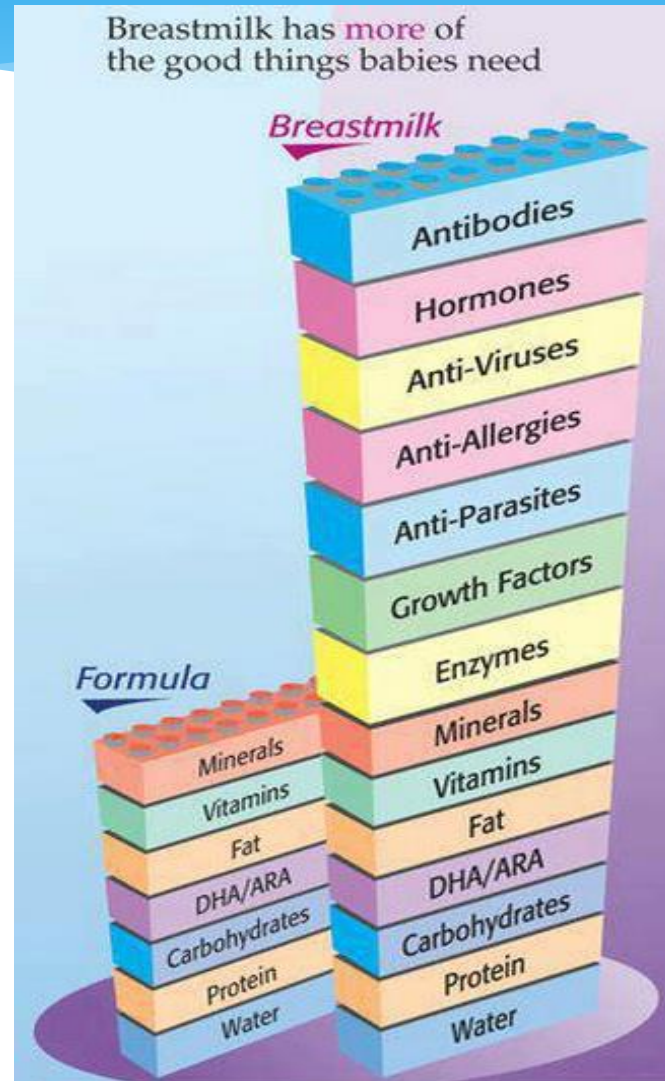 Breastmilk has more of
the good things babies need
Breastmilk
Antibodies
Hormones
Anti-Viruses
Anti-Allergies
Anti-Parasites
Growth Factors
Enzymes
Minerals
Vitamins
Fat
DHA/ARA
Carbohydrates
Protein
Water
Formula
Minerals
Vitamins
Fat
DHA/ARA
Carbohydrates
Protein
Water